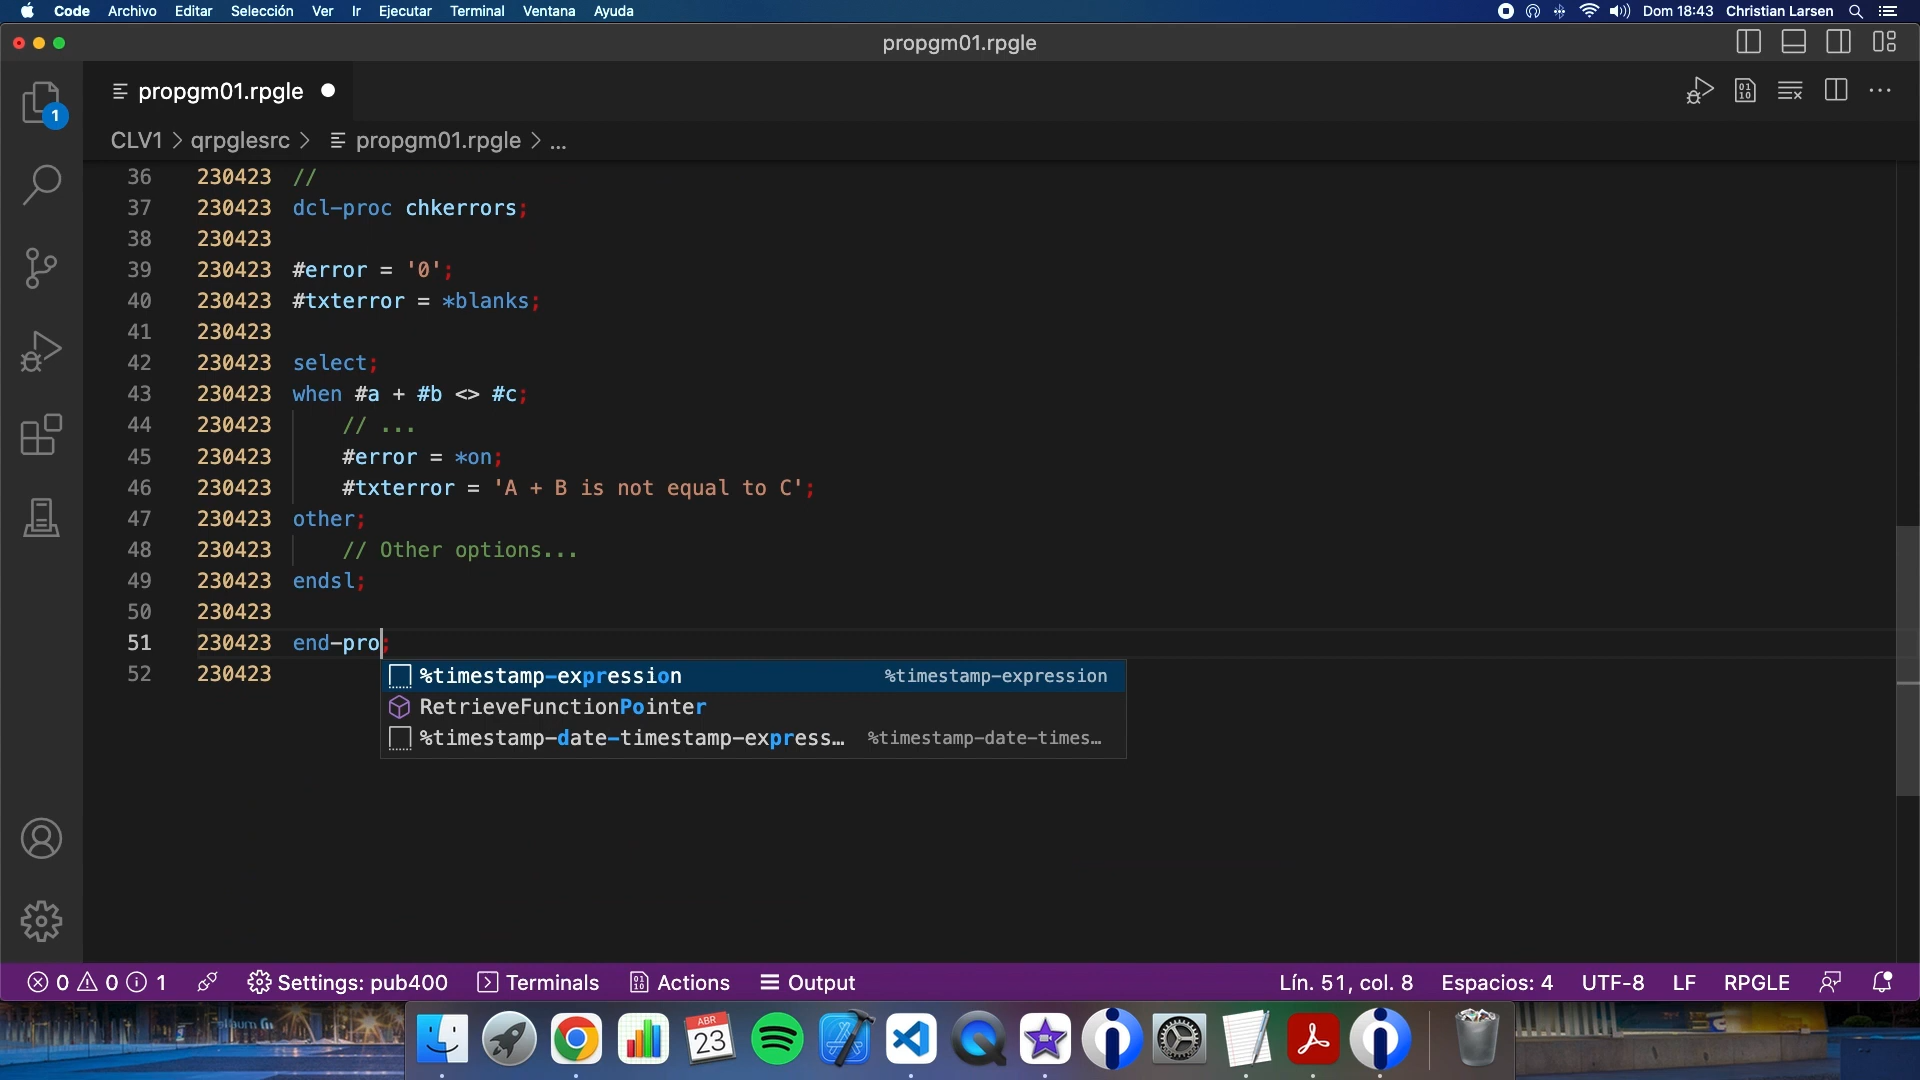 Code Archivo Editar Selección Ver Ir Ejecutar Terminal Ventana Ayuda Dom 18:43 Christian Larsen
propgm01.rpgle
propgm01.rpgle
1
CLV1 > qrpglesrc > propgm01.rpgle > ...
36 230423 //
37 230423 dcl-proc chkerrors;
38 230423
39 230423 #error = '0';
40 230423 #txterror = *blanks;
41 230423
42 230423 select;
43 230423 when #a + #b <> #c;
44 230423 // ...
45 230423 #error = *on;
46 230423 #txterror = 'A + B is not equal to C';
47 230423 other;
48 230423 // Other options...
49 230423 endsl;
50 230423
51 230423 end-pro;
52 230423
%timestamp-expression %timestamp-expression
RetrieveFunctionPointer
%timestamp-date-timestamp-express… %timestamp-date-times…
0 0 1 Settings: pub400 Terminals Actions Output Lín. 51, col. 8 Espacios: 4 UTF-8 LF RPGLE
ABR
23